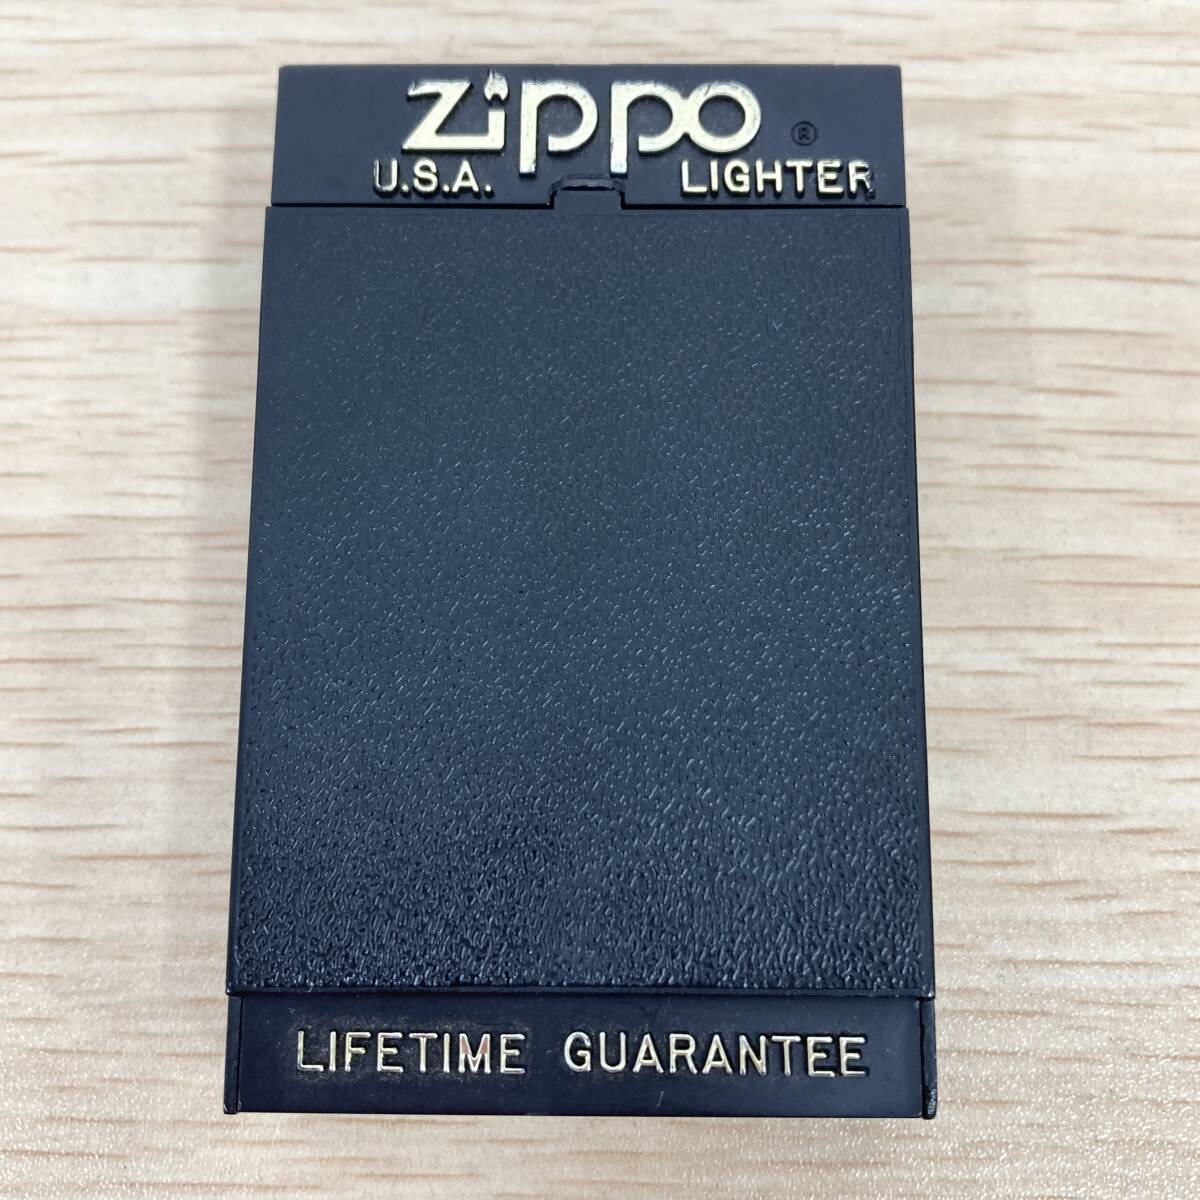 Zippo ®
U.S.A. LIGHTER
LIFETIME GUARANTEE